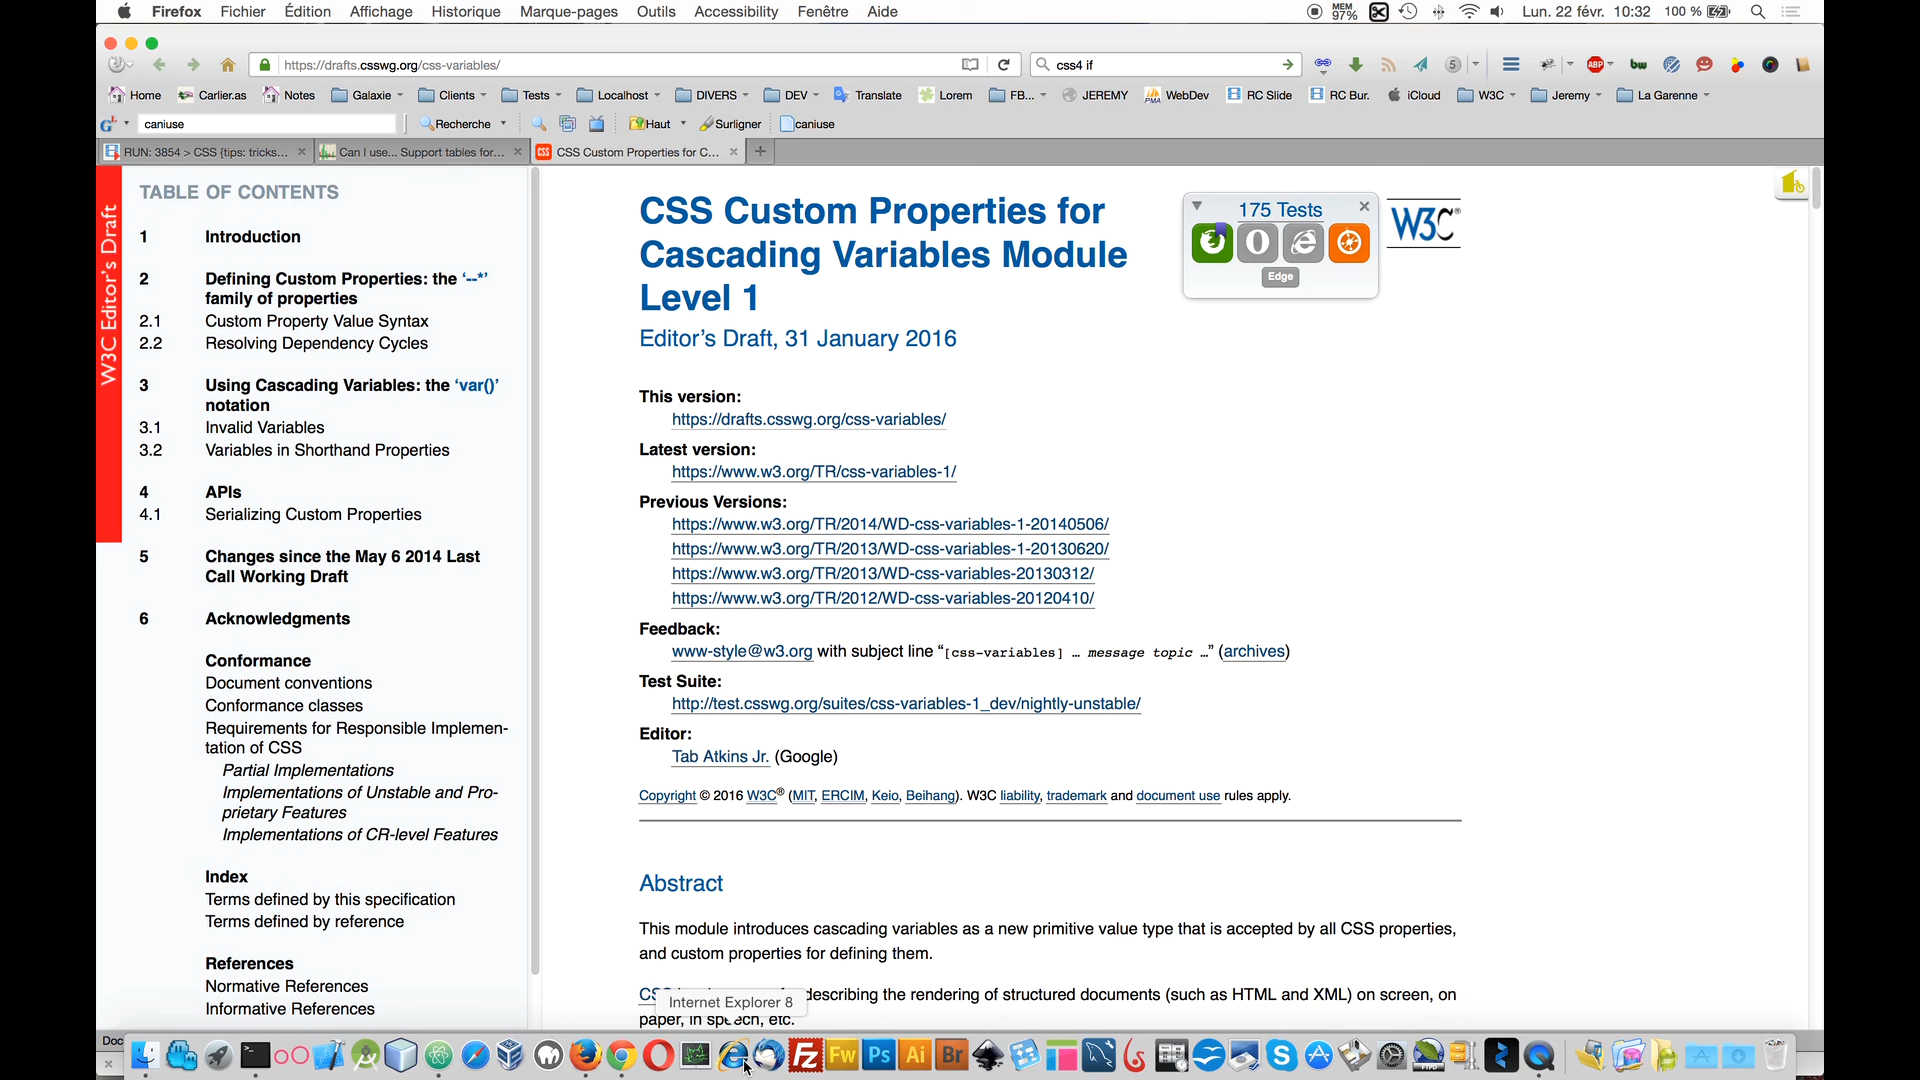 Firefox Fichier Édition Affichage Historique Marque-pages Outils Accessibility Fenêtre Aide MEM 97% Lun. 22 févr. 10:32 100 %
https://drafts.csswg.org/css-variables/ css4 if 5 ABP bw
Home Carlier.as Notes Galaxie Clients Tests Localhost DIVERS DEV Translate Lorem FB... JEREMY WebDev RC Slide RC Bur. iCloud W3C Jeremy La Garenne
caniuse Recherche Haut Surligner caniuse
RUN: 3854 > CSS {tips: tricks... Can I use... Support tables for... CSS CSS Custom Properties for C...
W3C Editor's Draft
TABLE OF CONTENTS
1 Introduction
2 Defining Custom Properties: the ‘--*’
family of properties
2.1 Custom Property Value Syntax
2.2 Resolving Dependency Cycles
3 Using Cascading Variables: the ‘var()’
notation
3.1 Invalid Variables
3.2 Variables in Shorthand Properties
4 APIs
4.1 Serializing Custom Properties
5 Changes since the May 6 2014 Last
Call Working Draft
6 Acknowledgments
Conformance
Document conventions
Conformance classes
Requirements for Responsible Implemen-
tation of CSS
Partial Implementations
Implementations of Unstable and Pro-
prietary Features
Implementations of CR-level Features
Index
Terms defined by this specification
Terms defined by reference
References
Normative References
Informative References
CSS Custom Properties for
Cascading Variables Module
Level 1
Editor’s Draft, 31 January 2016
175 Tests
Edge
W3C®
This version:
https://drafts.csswg.org/css-variables/
Latest version:
https://www.w3.org/TR/css-variables-1/
Previous Versions:
https://www.w3.org/TR/2014/WD-css-variables-1-20140506/
https://www.w3.org/TR/2013/WD-css-variables-1-20130620/
https://www.w3.org/TR/2013/WD-css-variables-20130312/
https://www.w3.org/TR/2012/WD-css-variables-20120410/
Feedback:
www-style@w3.org with subject line “[css-variables] … message topic …” (archives)
Test Suite:
http://test.csswg.org/suites/css-variables-1_dev/nightly-unstable/
Editor:
Tab Atkins Jr. (Google)
Copyright © 2016 W3C® (MIT, ERCIM, Keio, Beihang). W3C liability, trademark and document use rules apply.
Abstract
This module introduces cascading variables as a new primitive value type that is accepted by all CSS properties,
and custom properties for defining them.
describing the rendering of structured documents (such as HTML and XML) on screen, on
paper, in speech, etc.
Internet Explorer 8
Doc
Fz Fw Ps Ai Br FTPD